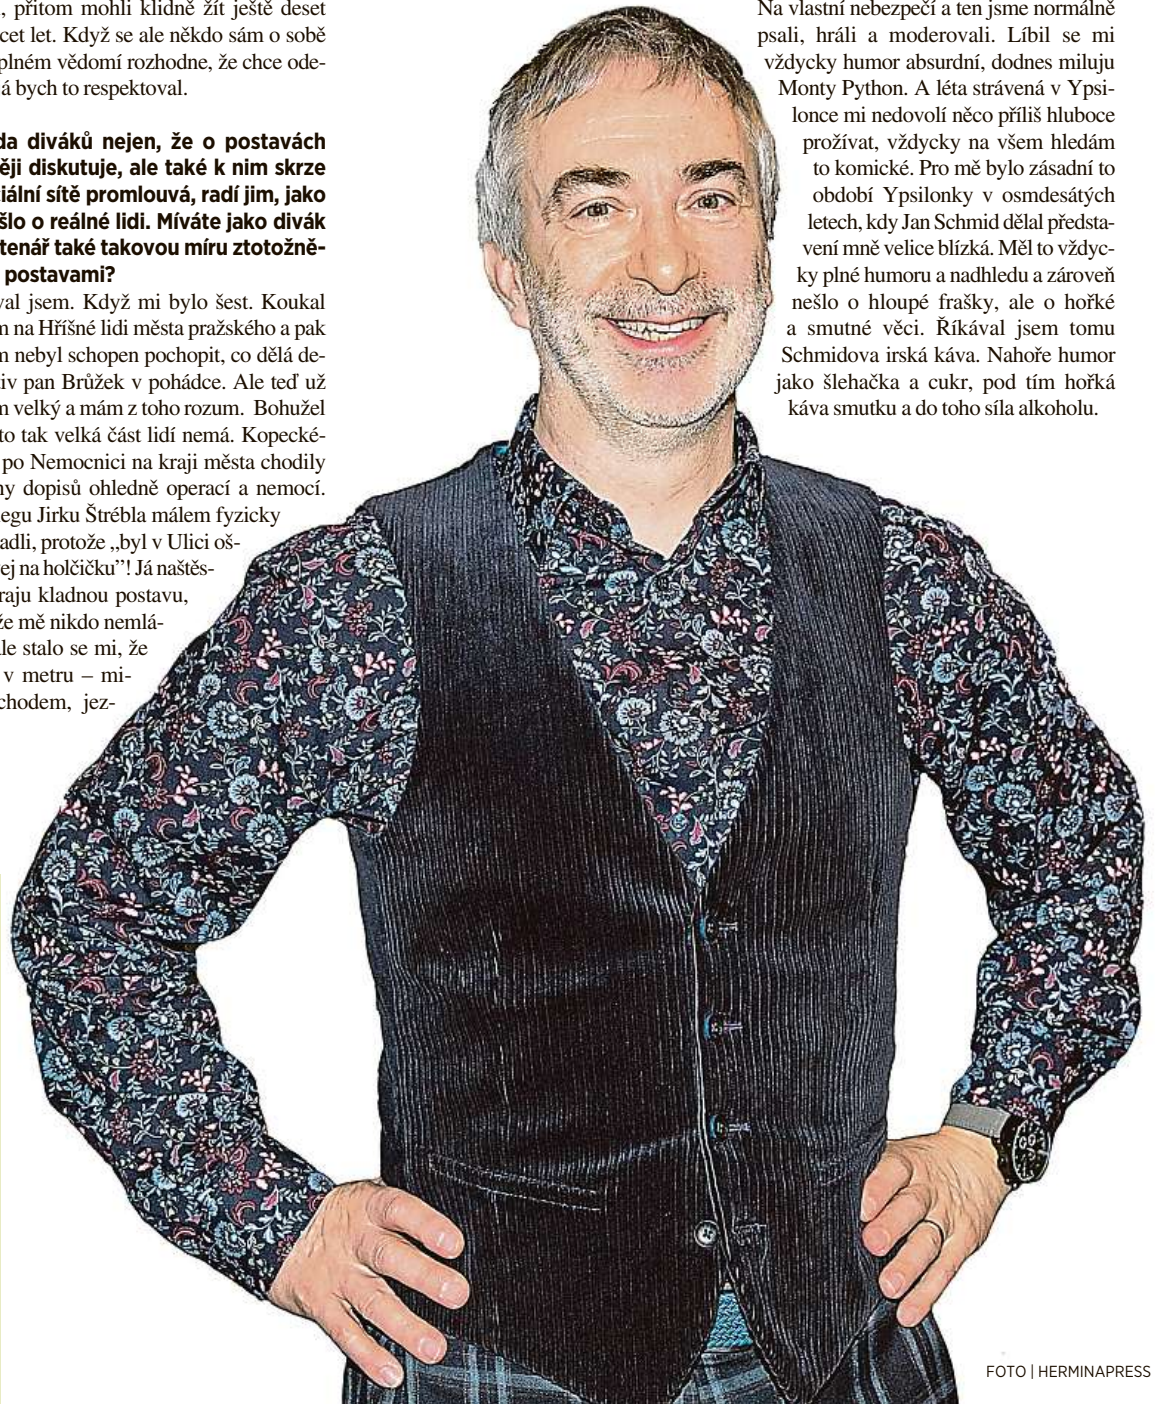 , přitom mohli klidně žít ještě deset
cet let. Když se ale někdo sám o sobě
plném vědomí rozhodne, že chce ode-
á bych to respektoval.
da diváků nejen, že o postavách
ěji diskutuje, ale také k nim skrze
iální sítě promlouvá, radí jim, jako
šlo o reálné lidi. Míváte jako divák
tenář také takovou míru ztotožně-
postavami?
val jsem. Když mi bylo šest. Koukal
m na Hříšné lidi města pražského a pak
m nebyl schopen pochopit, co dělá de-
iv pan Brůžek v pohádce. Ale teď už
m velký a mám z toho rozum. Bohužel
to tak velká část lidí nemá. Kopecké-
po Nemocnici na kraji města chodily
ny dopisů ohledně operací a nemocí.
legu Jirku Štrébla málem fyzicky
adli, protože „byl v Ulici oš-
vej na holčičku”! Já naštěs-
raju kladnou postavu,
že mě nikdo nemlá-
ale stalo se mi, že
v metru – mi-
chodem, jez-
Na vlastní nebezpečí a ten jsme normálně
psali, hráli a moderovali. Líbil se mi
vždycky humor absurdní, dodnes miluju
Monty Python. A léta strávená v Ypsi-
lonce mi nedovolí něco příliš hluboce
prožívat, vždycky na všem hledám
to komické. Pro mě bylo zásadní to
období Ypsilonky v osmdesátých
letech, kdy Jan Schmid dělal předsta-
vení mně velice blízká. Měl to vždyc-
ky plné humoru a nadhledu a zároveň
nešlo o hloupé frašky, ale o hořké
a smutné věci. Říkával jsem tomu
Schmidova irská káva. Nahoře humor
jako šlehačka a cukr, pod tím hořká
káva smutku a do toho síla alkoholu.
FOTO | HERMINAPRESS